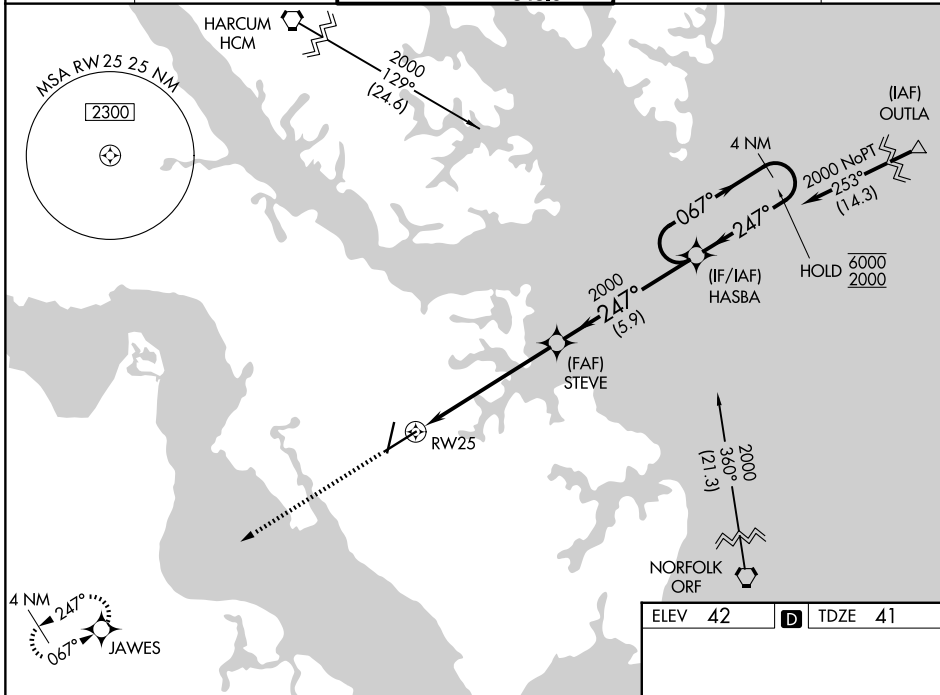 HARCUM
HCM
2000
129°
(24.6)
MSA RW 25 25 NM
2300
(IAF)
OUTLA
4 NM
2000 NoPT
253°
(14.3)
067°
247°
HOLD 6000
2000
(IF/IAF)
HASBA
2000
247°
(5.9)
(FAF)
STEVE
RW25
2000
360°
(21.3)
NORFOLK
ORF
4 NM
247°
067°
JAWES
ELEV 42
D
TDZE 41